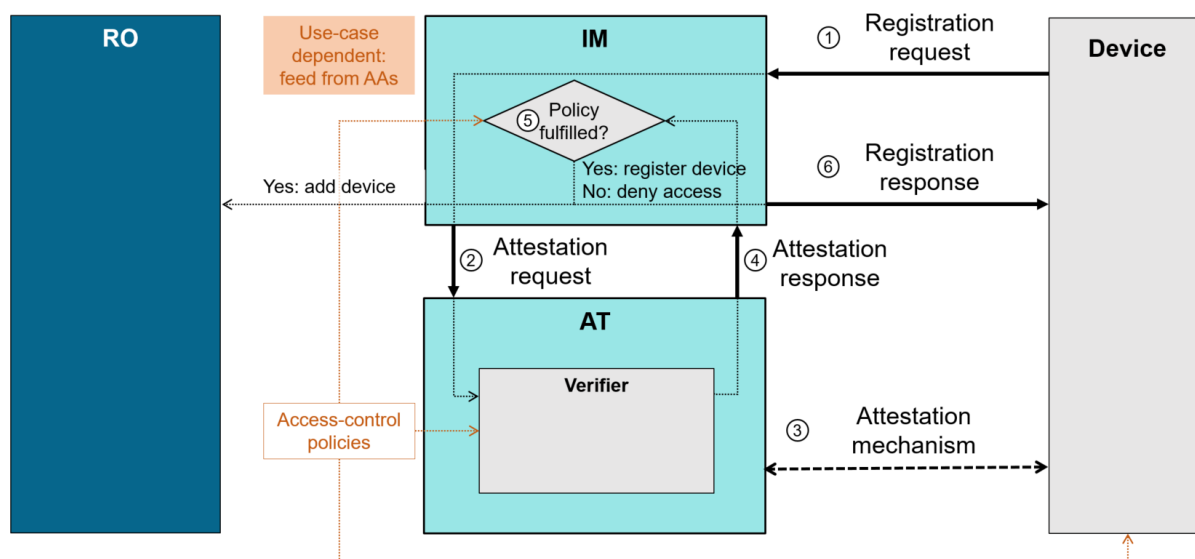 RO
Use-case
dependent:
feed from AAs
IM
① Registration
request
Device
⑤ Policy
fulfilled?
Yes: register device
No: deny access
⑥ Registration
response
Yes: add device
② Attestation
request
④ Attestation
response
AT
Verifier
Access-control
policies
③ Attestation
mechanism